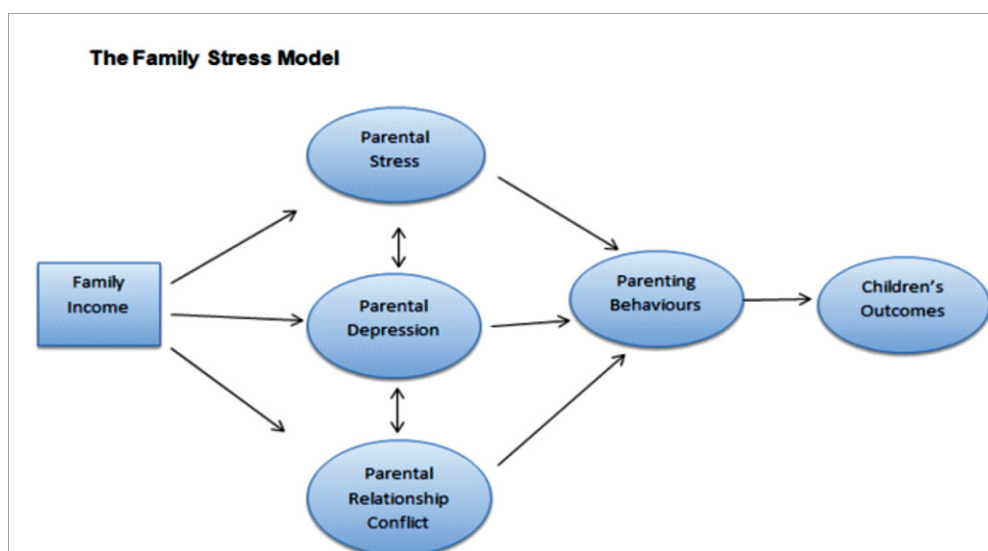 The Family Stress Model
Parental
Stress
Family
Income
Parental
Depression
Parenting
Behaviours
Children's
Outcomes
Parental
Relationship
Conflict